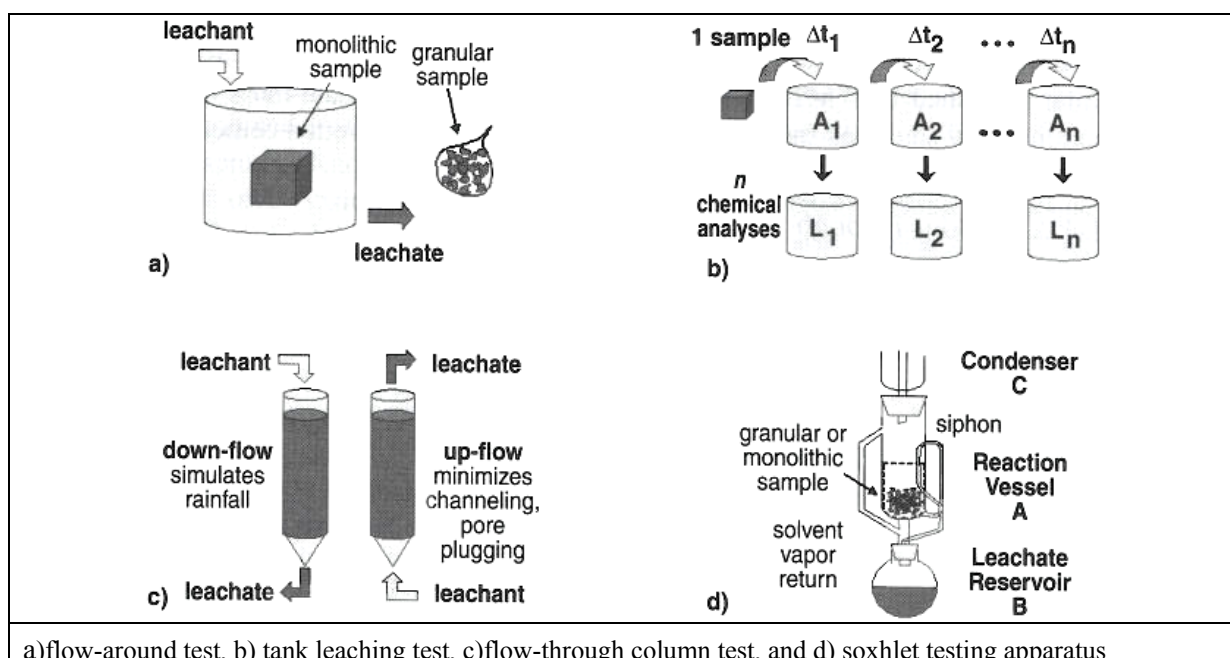 leachant
monolithic
sample
granular
sample
leachate
a)
1 sample Δt1 Δt2 ••• Δtn
A1 A2 ••• An
n
chemical
analyses
L1 L2 Ln
b)
leachant
leachate
down-flow
simulates
rainfall
up-flow
minimizes
channeling,
pore
plugging
c)
leachate
leachant
Condenser
C
siphon
granular or
monolithic
sample
Reaction
Vessel
A
solvent
vapor
return
Leachate
Reservoir
B
d)
a)flow-around test, b) tank leaching test, c)flow-through column test, and d) soxhlet testing apparatus